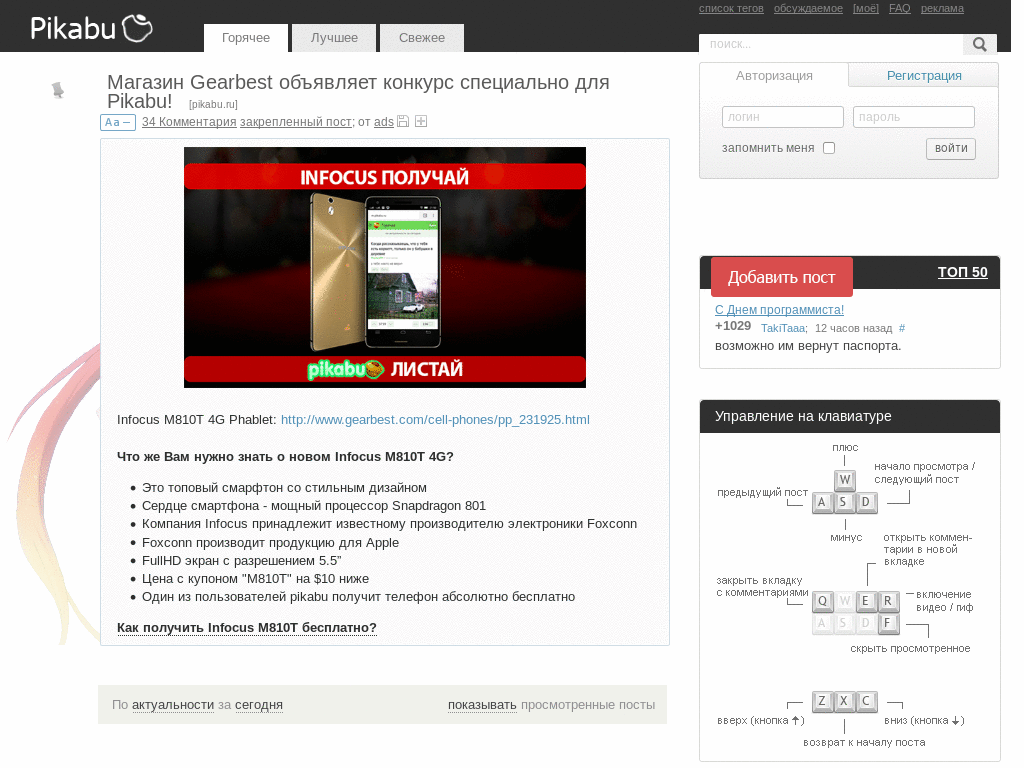 Pikabu
Горячее
Лучшее
Свежее
список тегов обсуждаемое [моё] FAQ реклама
поиск...
Магазин Gearbest объявляет конкурс специально для
Pikabu! [pikabu.ru]
Aa – 34 Комментария закрепленный пост; от ads
INFOCUS ПОЛУЧАЙ
pikabu ЛИСТАЙ
Infocus M810T 4G Phablet: http://www.gearbest.com/cell-phones/pp_231925.html
Что же Вам нужно знать о новом Infocus M810T 4G?
• Это топовый смарфтон со стильным дизайном
• Сердце смартфона - мощный процессор Snapdragon 801
• Компания Infocus принадлежит известному производителю электроники Foxconn
• Foxconn производит продукцию для Apple
• FullHD экран с разрешением 5.5”
• Цена с купоном "M810T" на $10 ниже
• Один из пользователей pikabu получит телефон абсолютно бесплатно
Как получить Infocus M810T бесплатно?
По актуальности за сегодня
показывать просмотренные посты
Авторизация
Регистрация
логин
пароль
запомнить меня
войти
Добавить пост
ТОП 50
С Днем программиста!
+1029 TakiTaaa; 12 часов назад #
возможно им вернут паспорта.
Управление на клавиатуре
плюс
начало просмотра /
следующий пост
W
предыдущий пост
A S D
минус
открыть коммен-
тарии в новой
вкладке
закрыть вкладку
с комментариями
Q W E R
включение
видео / гиф
A S D F
скрыть просмотренное
Z X C
вверх (кнопка ↑)
вниз (кнопка ↓)
возврат к началу поста